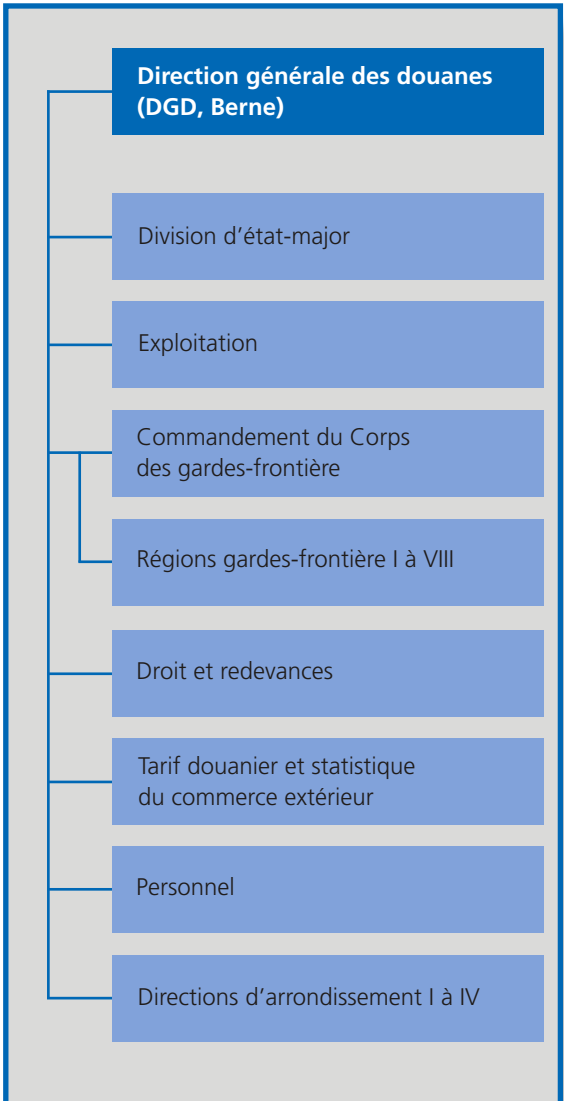 Direction générale des douanes
(DGD, Berne)
Division d’état-major
Exploitation
Commandement du Corps
des gardes-frontière
Régions gardes-frontière I à VIII
Droit et redevances
Tarif douanier et statistique
du commerce extérieur
Personnel
Directions d’arrondissement I à IV